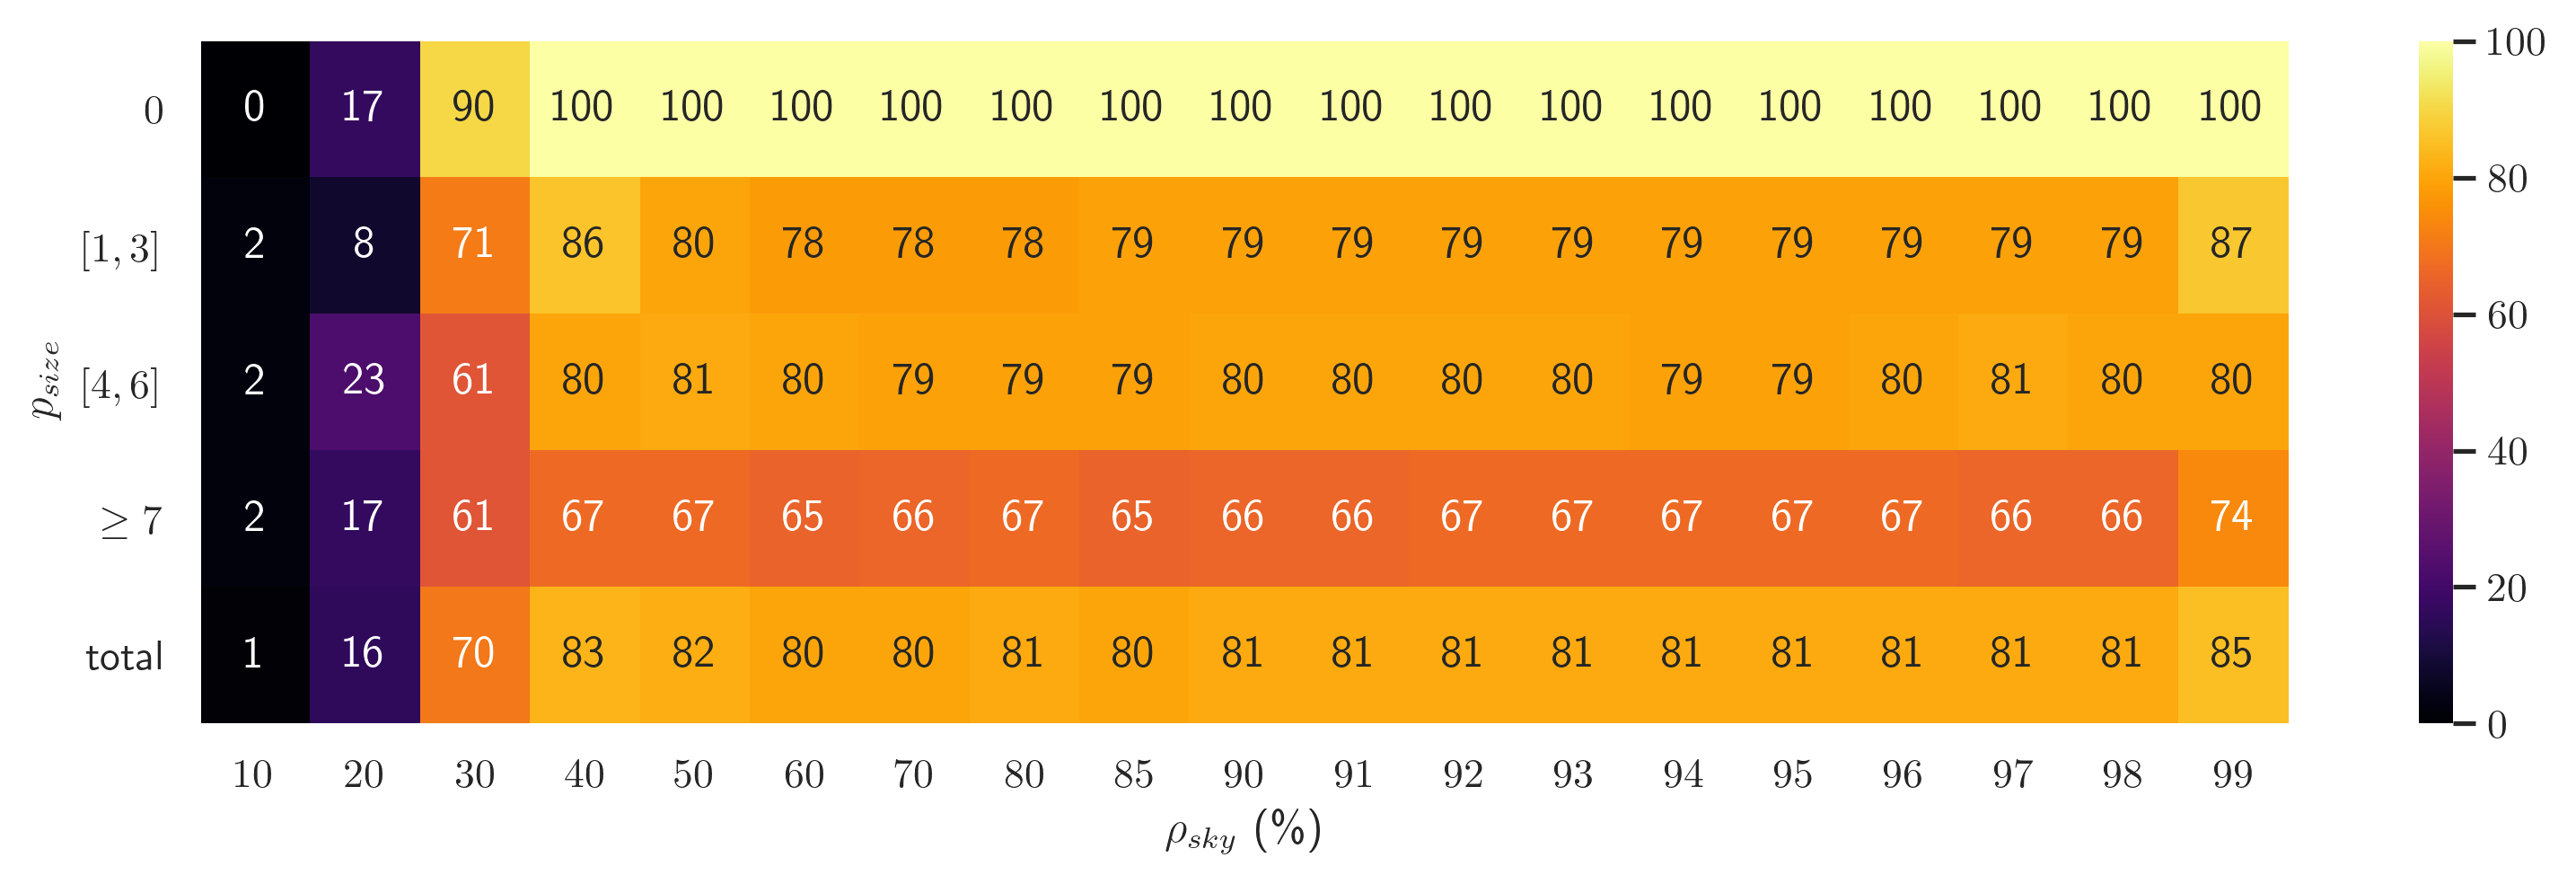 0 0 17 90 100 100 100 100 100 100 100 100 100 100 100 100 100 100 100 100
[1, 3] 2 8 71 86 80 78 78 78 79 79 79 79 79 79 79 79 79 79 87
[4, 6] 2 23 61 80 81 80 79 79 79 80 80 80 80 79 79 80 81 80 80
≥ 7 2 17 61 67 67 65 66 67 65 66 66 67 67 67 67 67 66 66 74
total 1 16 70 83 82 80 80 81 80 81 81 81 81 81 81 81 81 81 85
10 20 30 40 50 60 70 80 85 90 91 92 93 94 95 96 97 98 99
ρ_sky (%)
p_size
100
80
60
40
20
0